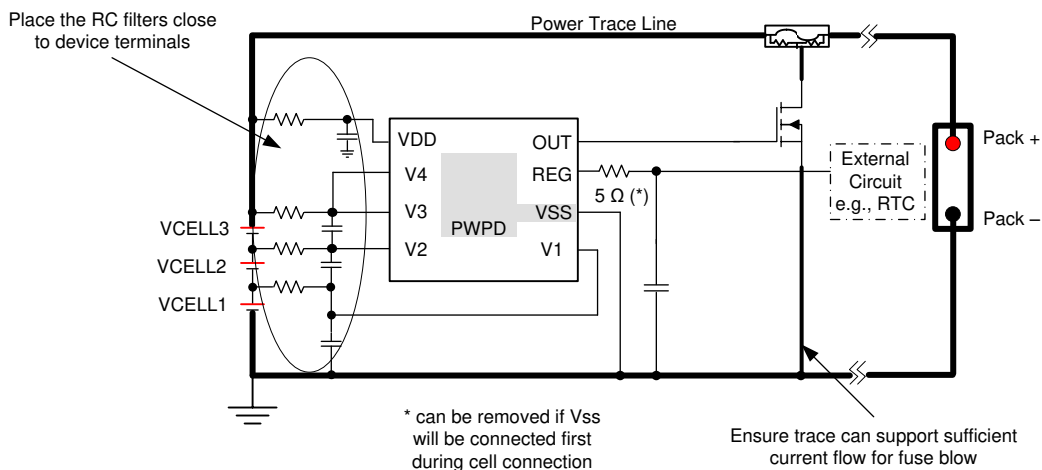 Place the RC filters close
to device terminals
Power Trace Line
VDD
V4
V3
V2
PWPD
OUT
REG
VSS
V1
5 Ω (*)
External
Circuit
e.g., RTC
Pack +
Pack –
VCELL3
VCELL2
VCELL1
* can be removed if Vss
will be connected first
during cell connection
Ensure trace can support sufficient
current flow for fuse blow